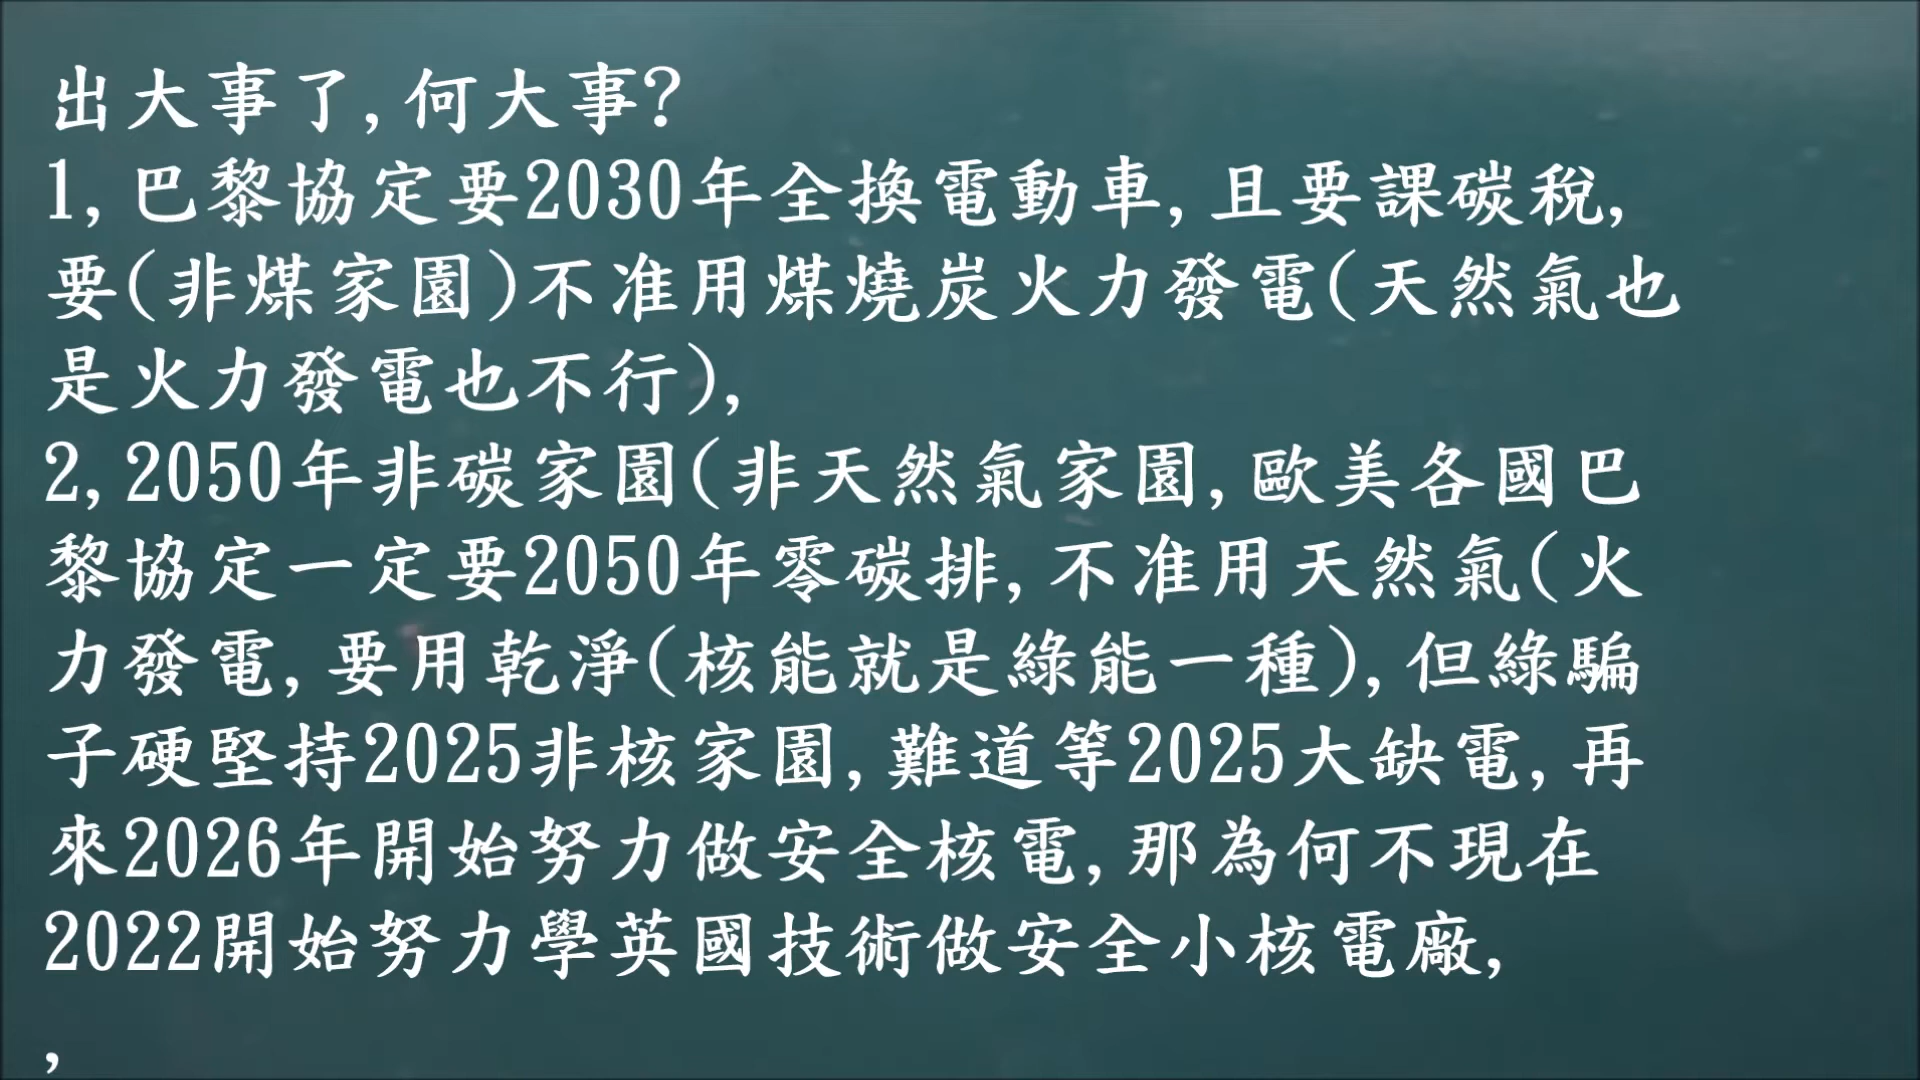 出大事了,何大事?
1,巴黎協定要2030年全換電動車,且要課碳稅,
要(非煤家園)不准用煤燒炭火力發電(天然氣也
是火力發電也不行),
2,2050年非碳家園(非天然氣家園,歐美各國巴
黎協定一定要2050年零碳排,不准用天然氣(火
力發電,要用乾淨(核能就是綠能一種),但綠騙
子硬堅持2025非核家園,難道等2025大缺電,再
來2026年開始努力做安全核電,那為何不現在
2022開始努力學英國技術做安全小核電廠,
,